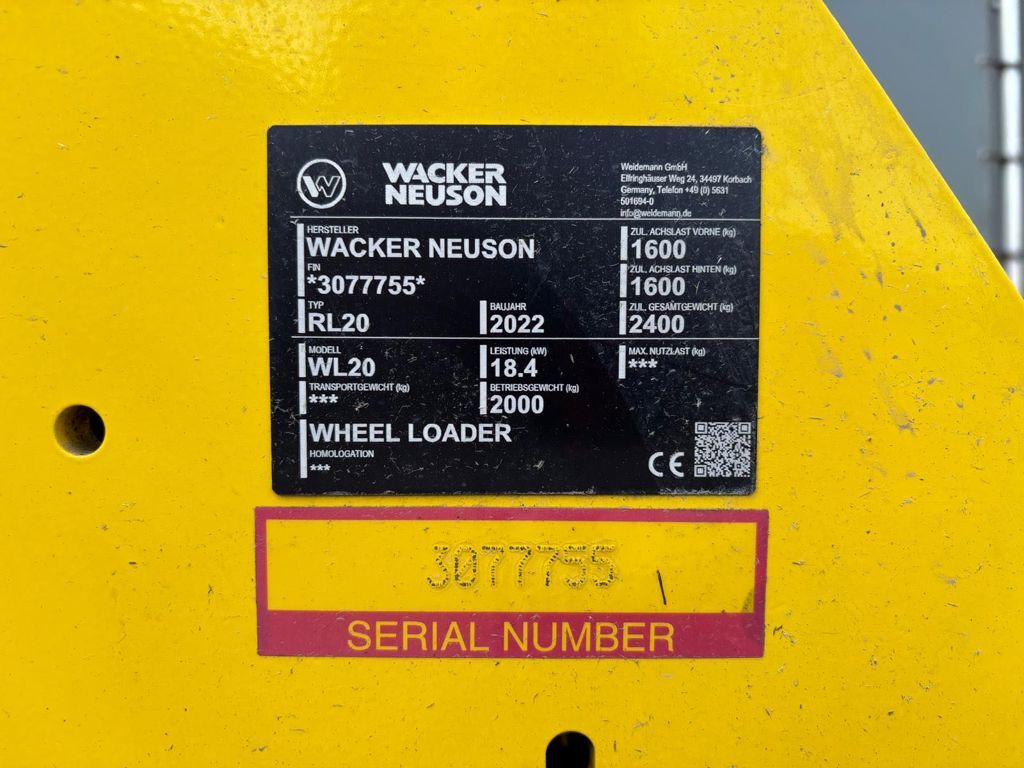 W
WACKER
NEUSON
Weidemann GmbH
Elfringhäuser Weg 24, 34497 Korbach
Germany, Telefon +49 (0) 5631
501694-0
info@weidemann.de
HERSTELLER
WACKER NEUSON
ZUL. ACHSLAST VORNE (kg)
1600
FIN
*3077755*
ZUL. ACHSLAST HINTEN (kg)
1600
TYP
RL20
BAUJAHR
2022
ZUL. GESAMTGEWICHT (kg)
2400
MODELL
WL20
LEISTUNG (kW)
18.4
MAX. NUTZLAST (kg)
***
TRANSPORTGEWICHT (kg)
***
BETRIEBSGEWICHT (kg)
2000
WHEEL LOADER
HOMOLOGATION
***
CE
3077755
SERIAL NUMBER